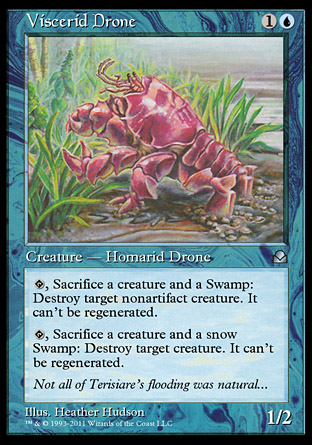 Viscerid Drone 1
Creature — Homarid Drone
, Sacrifice a creature and a Swamp:
Destroy target nonartifact creature. It
can't be regenerated.
, Sacrifice a creature and a snow
Swamp: Destroy target creature. It can't
be regenerated.
Not all of Terisiare's flooding was natural...
Illus. Heather Hudson
™ & © 1993-2011 Wizards of the Coast LLC
1/2